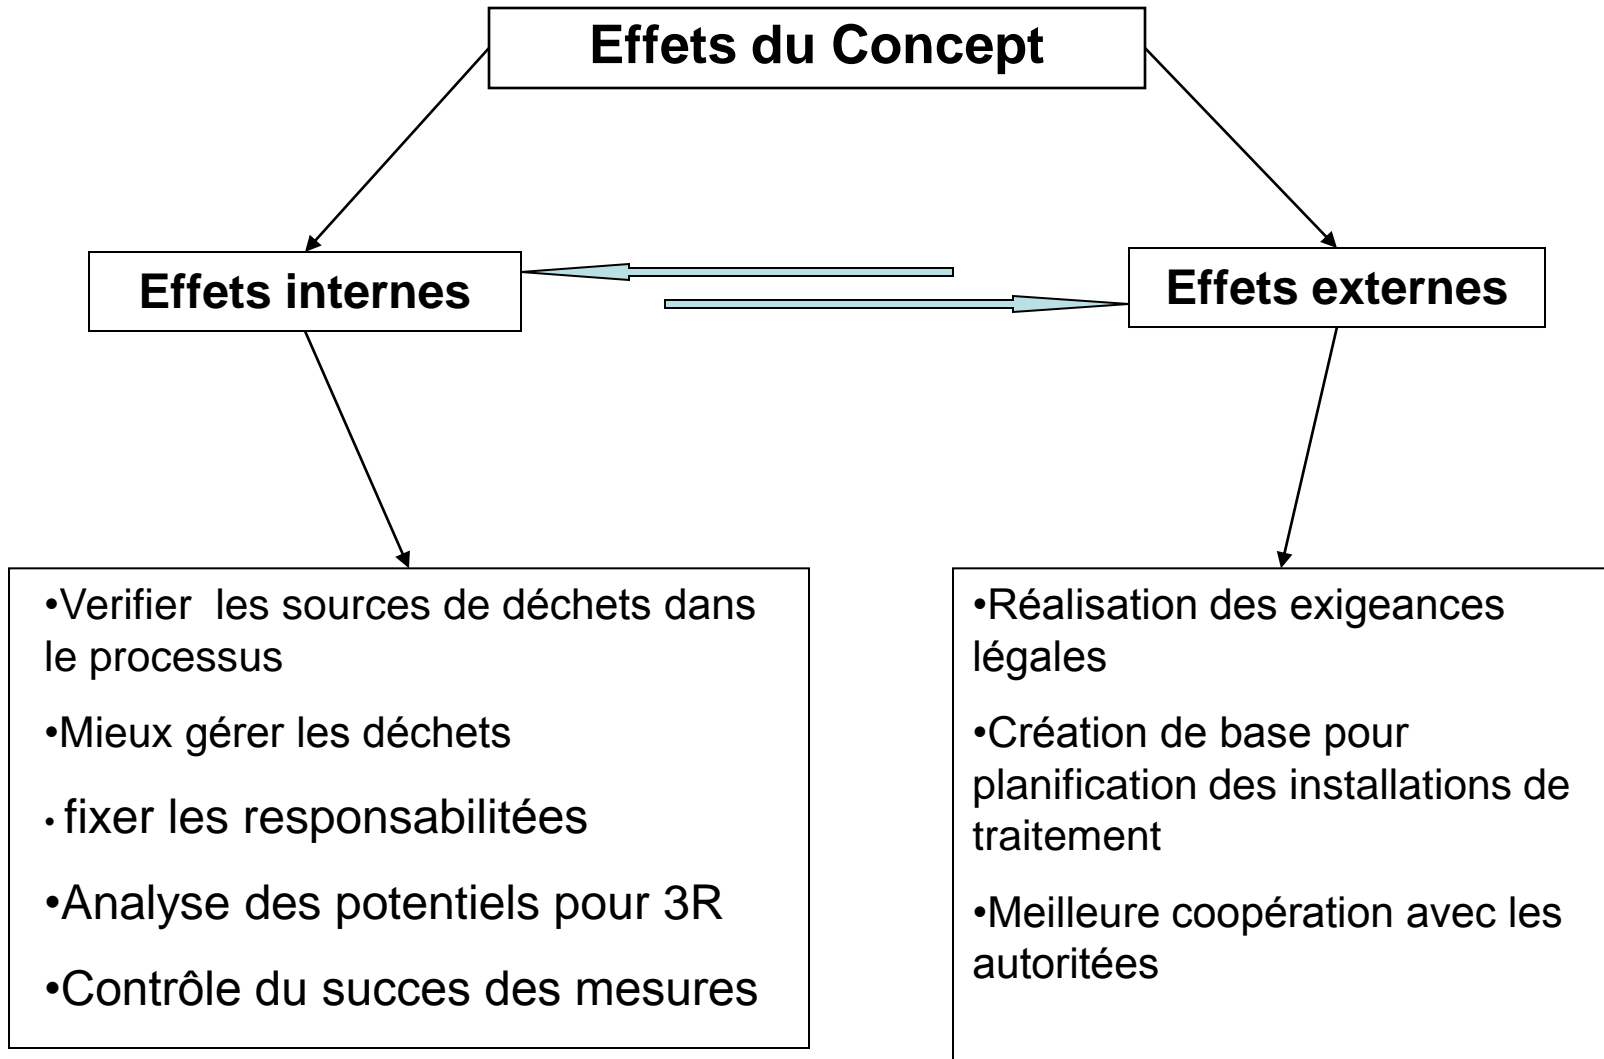 Effets du Concept
Effets internes
Effets externes
•Verifier  les sources de déchets dans
le processus
•Mieux gérer les déchets
• fixer les responsabilitées
•Analyse des potentiels pour 3R
•Contrôle du succes des mesures
•Réalisation des exigeances
légales
•Création de base pour
planification des installations de
traitement
•Meilleure coopération avec les
autoritées